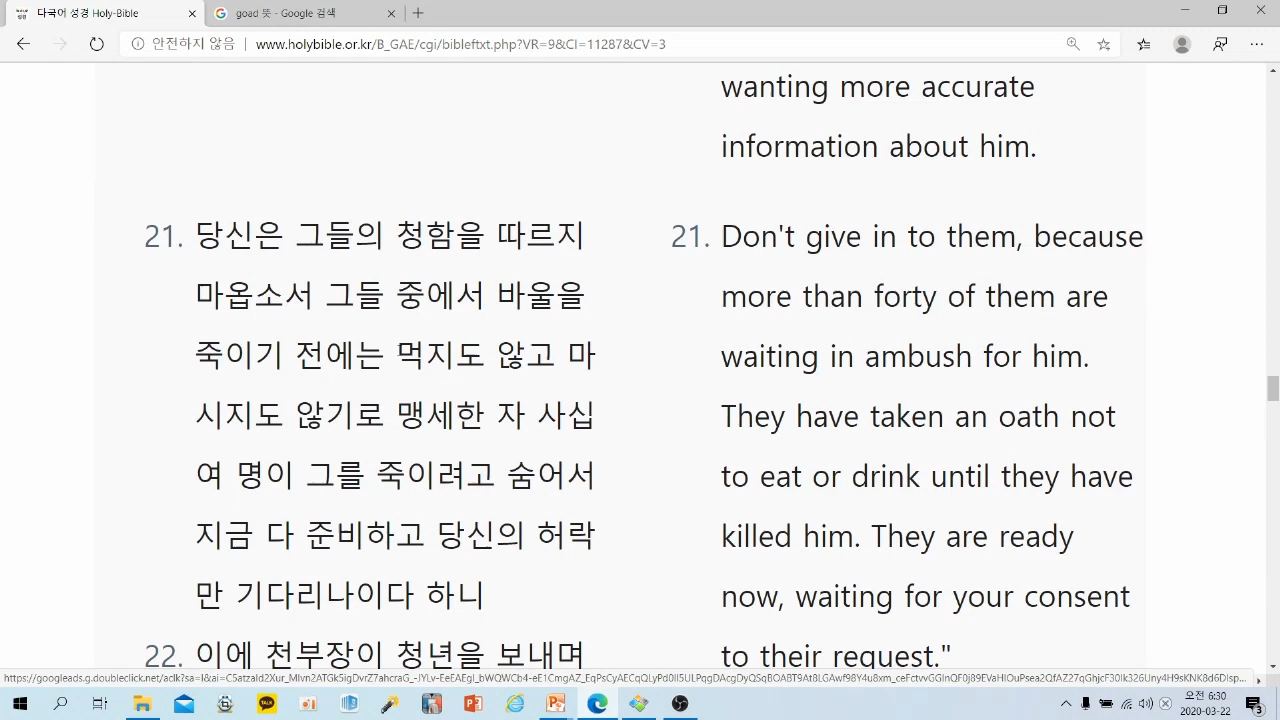 다국어 성경 Holy-Bible
goad 뜻 - Google 검색
안전하지 않음
www.holybible.or.kr/B_GAE/cgi/bibleftxt.php?VR=9&CI=11287&CV=3
wanting more accurate
information about him.
21. 당신은 그들의 청함을 따르지
마옵소서 그들 중에서 바울을
죽이기 전에는 먹지도 않고 마
시지도 않기로 맹세한 자 사십
여 명이 그를 죽이려고 숨어서
지금 다 준비하고 당신의 허락
만 기다리나이다 하니
22. 이에 천부장이 청년을 보내며
21. Don't give in to them, because
more than forty of them are
waiting in ambush for him.
They have taken an oath not
to eat or drink until they have
killed him. They are ready
now, waiting for your consent
to their request."
TALK
오전 6:30
2020-03-22
3